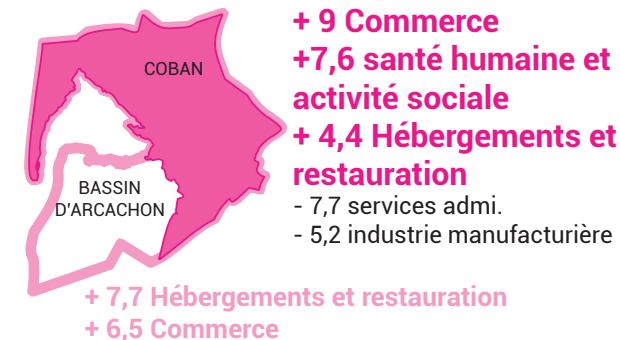 COBAN
BASSIN
D'ARCACHON
+ 9 Commerce
+7,6 santé humaine et
activité sociale
+ 4,4 Hébergements et
restauration
- 7,7 services admi.
- 5,2 industrie manufacturière
+ 7,7 Hébergements et restauration
+ 6,5 Commerce